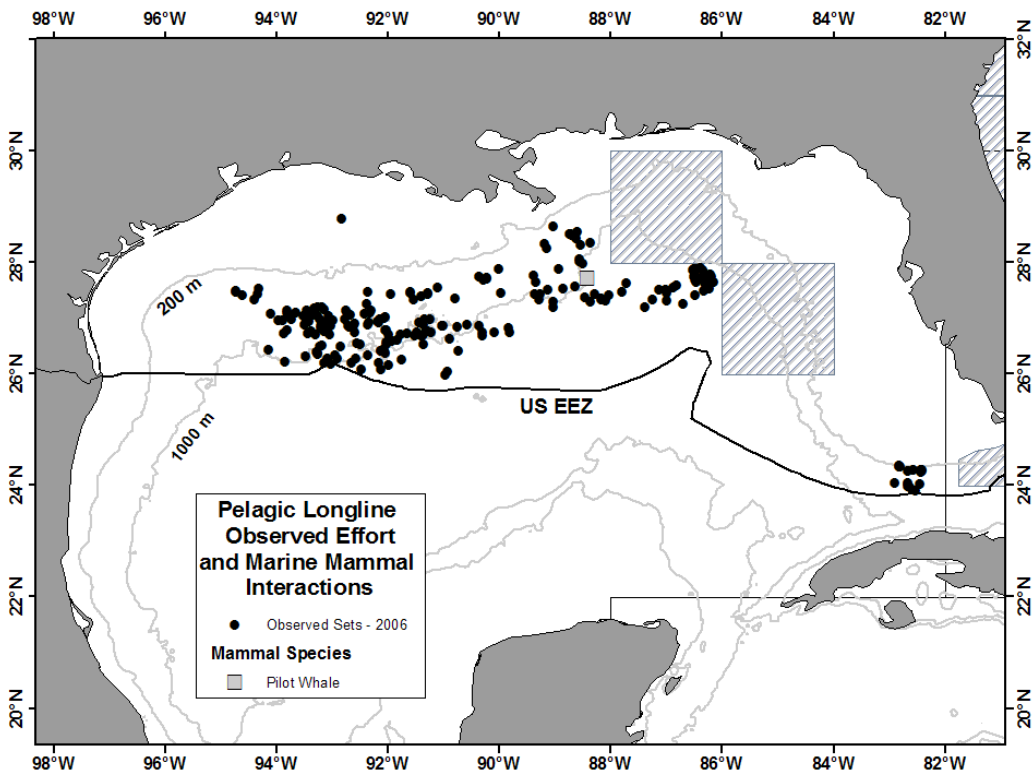 98°W 96°W 94°W 92°W 90°W 88°W 86°W 84°W 82°W
32°N
30°N 30°N
28°N 28°N
200 m
26°N 26°N
US EEZ
1000 m
24°N 24°N
Pelagic Longline
Observed Effort
and Marine Mammal
Interactions
22°N 22°N
Observed Sets - 2006
Mammal Species
Pilot Whale
20°N 20°N
98°W 96°W 94°W 92°W 90°W 88°W 86°W 84°W 82°W